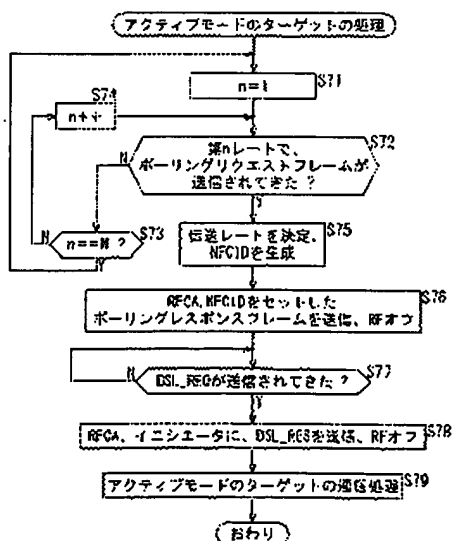 アクティブモードのターゲットの処理
S71
n=1
S74
n++
S72
第nレートで、
ポーリングリクエストフレームが
送信されてきた？
N
Y
S73
n==N ?
N
Y
S75
伝送レートを決定、
NFCIDを生成
S76
RFCA、NFCIDをセットした
ポーリングレスポンスフレームを送信、RFオフ
S77
N
DSL_REQが送信されてきた？
Y
RFCA、イニシエータに、DSL_RESを送信、RFオフ
S78
アクティブモードのターゲットの通信処理
S79
おわり